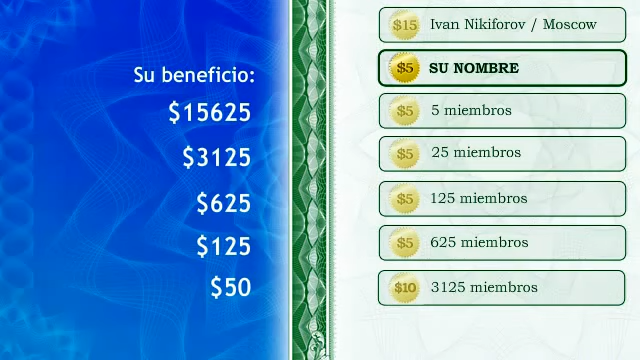 Su beneficio:
$15625
$3125
$625
$125
$50
$15 Ivan Nikiforov / Moscow
$5 SU NOMBRE
$5 5 miembros
$5 25 miembros
$5 125 miembros
$5 625 miembros
$10 3125 miembros